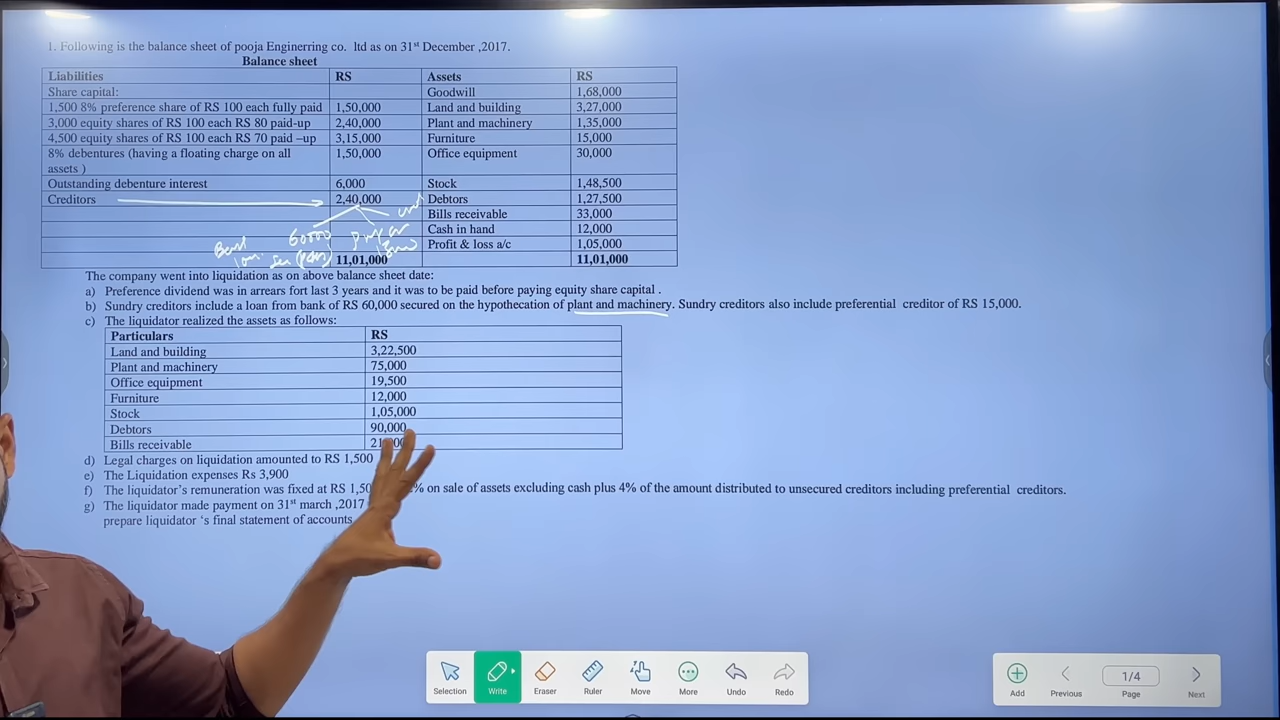 1. Following is the balance sheet of pooja Enginerring co. ltd as on 31st December ,2017.
Balance sheet
Liabilities RS Assets RS
Share capital: Goodwill 1,68,000
1,500 8% preference share of RS 100 each fully paid 1,50,000 Land and building 3,27,000
3,000 equity shares of RS 100 each RS 80 paid-up 2,40,000 Plant and machinery 1,35,000
4,500 equity shares of RS 100 each RS 70 paid –up 3,15,000 Furniture 15,000
8% debentures (having a floating charge on all 1,50,000 Office equipment 30,000
assets )
Outstanding debenture interest 6,000 Stock 1,48,500
Creditors 2,40,000 Debtors 1,27,500
Bills receivable 33,000
60000 Cash in hand 12,000
Profit & loss a/c 1,05,000
11,01,000 11,01,000
The company went into liquidation as on above balance sheet date:
a) Preference dividend was in arrears fort last 3 years and it was to be paid before paying equity share capital .
b) Sundry creditors include a loan from bank of RS 60,000 secured on the hypothecation of plant and machinery. Sundry creditors also include preferential creditor of RS 15,000.
c) The liquidator realized the assets as follows:
Particulars RS
Land and building 3,22,500
Plant and machinery 75,000
Office equipment 19,500
Furniture 12,000
Stock 1,05,000
Debtors 90,000
Bills receivable
d) Legal charges on liquidation amounted to RS 1,500
e) The Liquidation expenses Rs 3,900
f) The liquidator’s remuneration was fixed at RS % on sale of assets excluding cash plus 4% of the amount distributed to unsecured creditors including preferential creditors.
g) The liquidator made payment on 31st march ,2017
prepare liquidator ‘s final statement of accounts
Selection Write Eraser Ruler Move More Undo Redo
Add Previous 1/4 Page Next